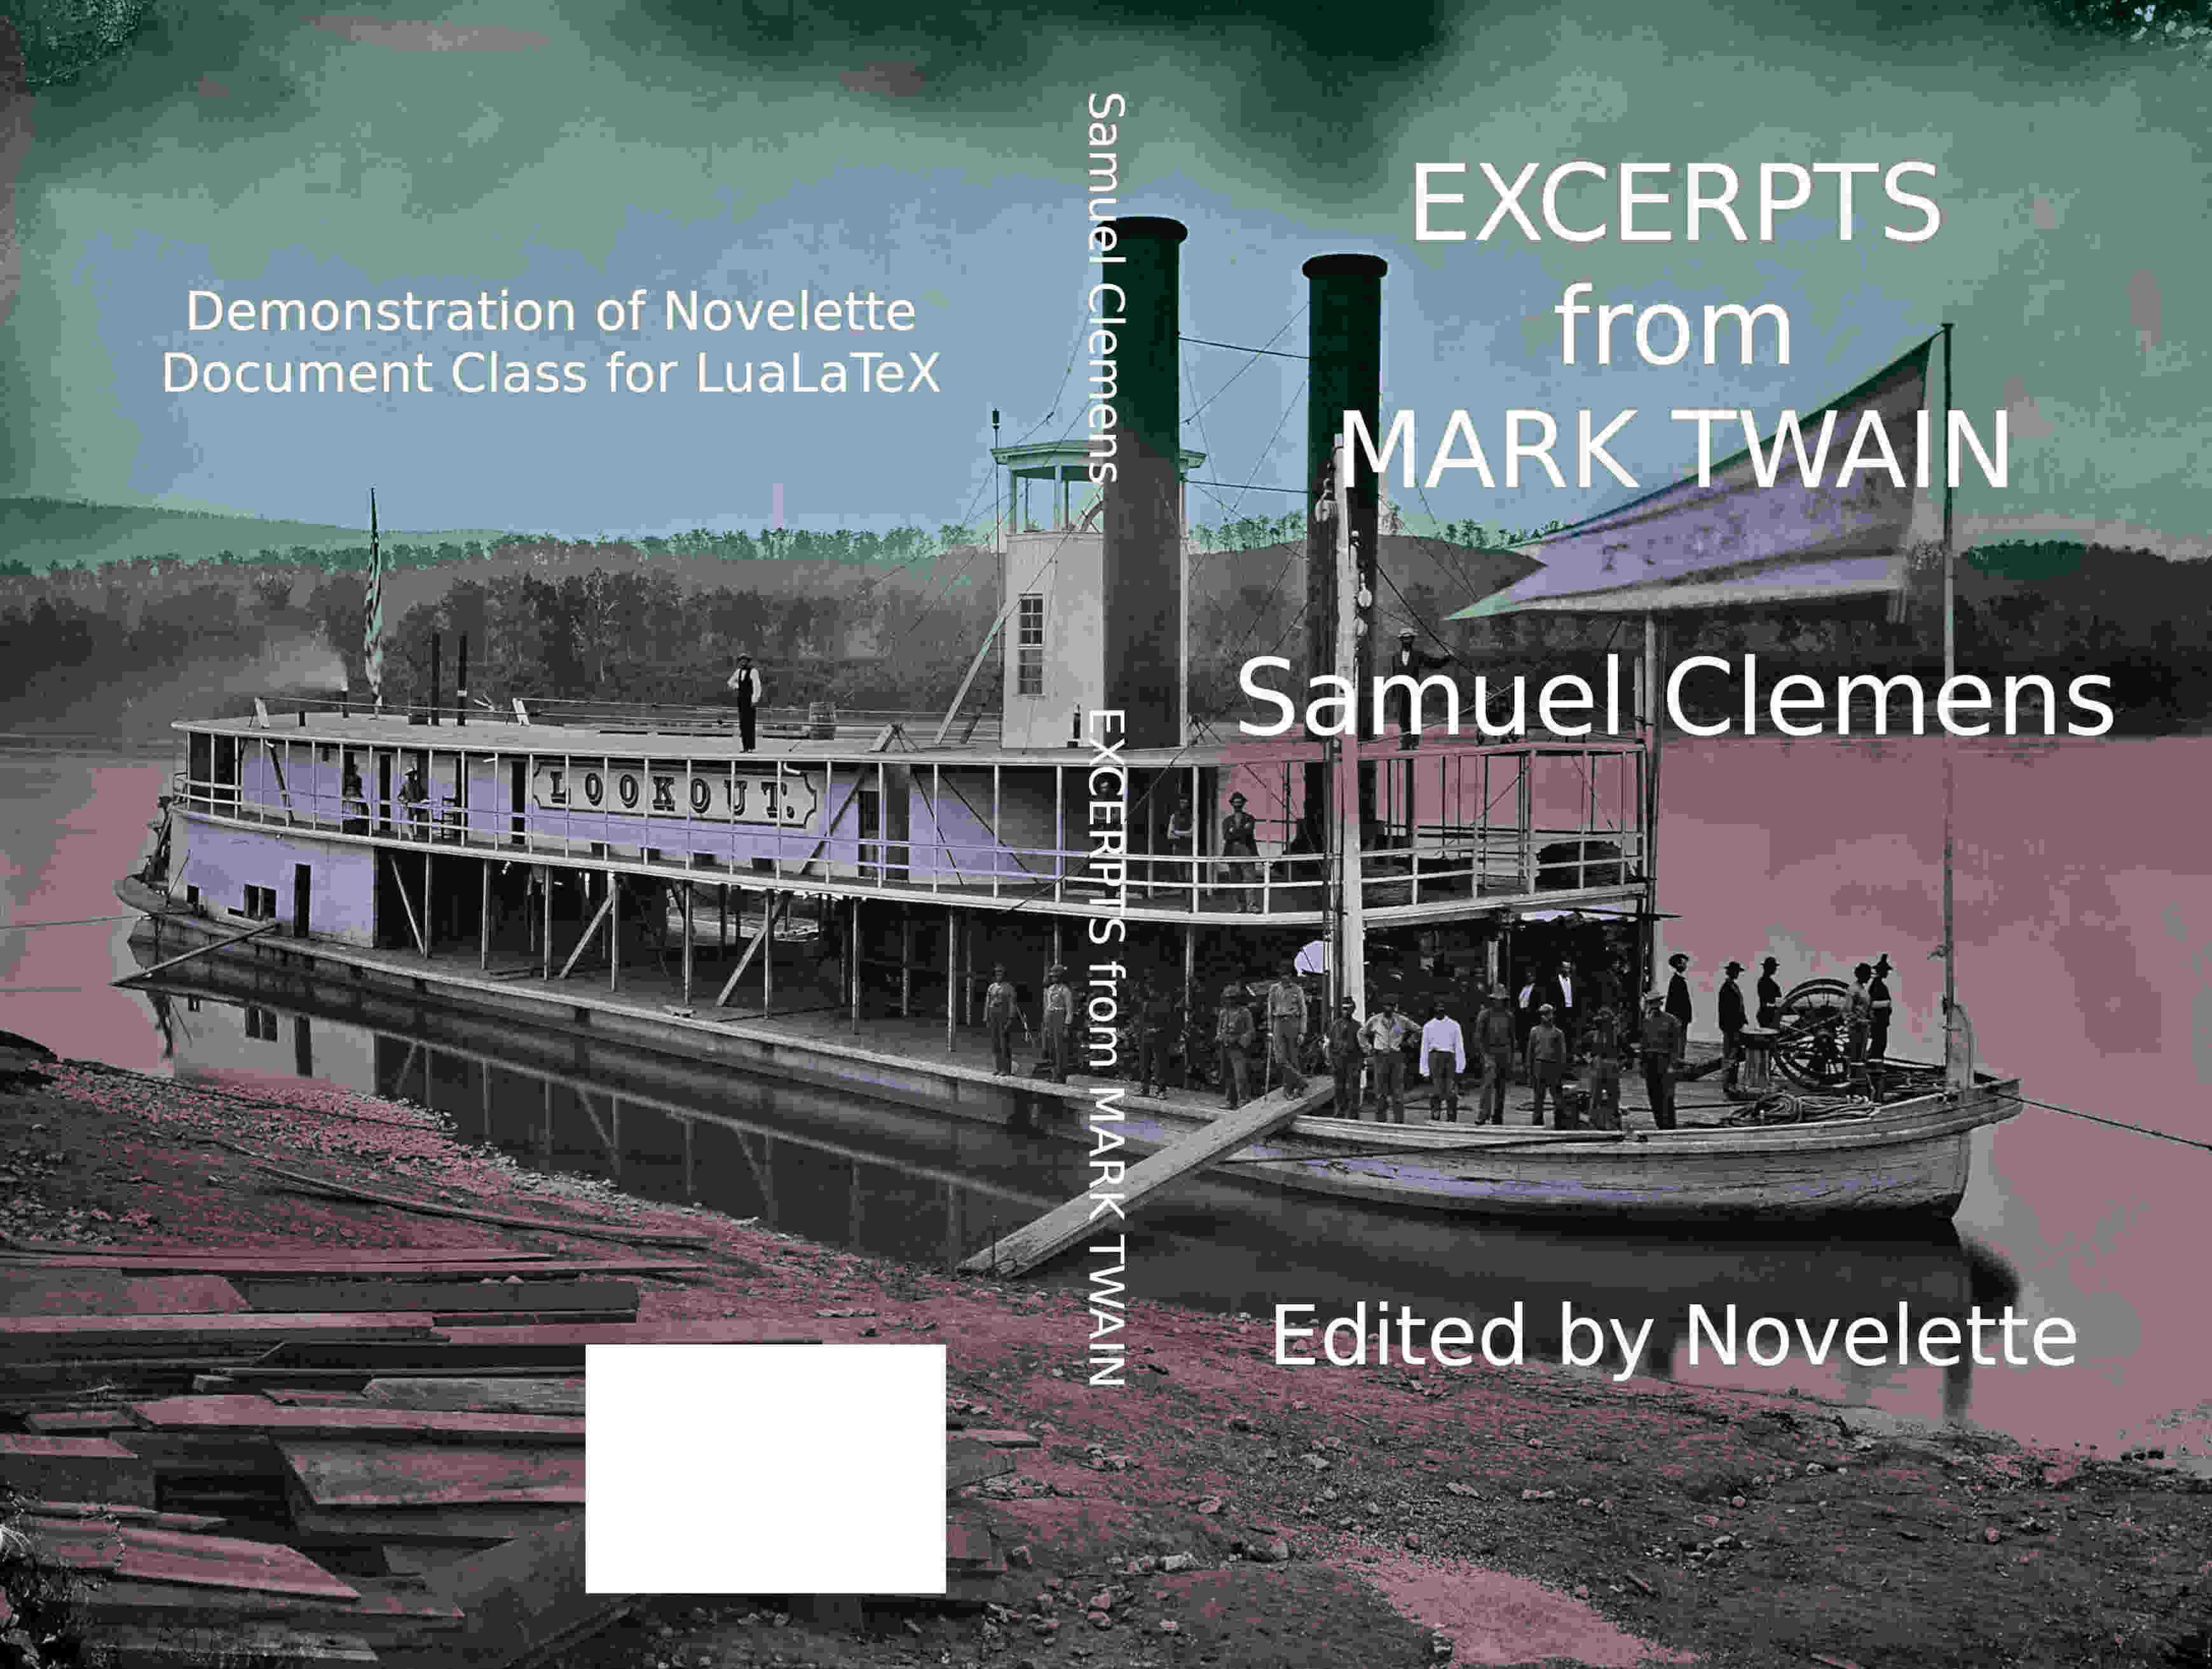 Demonstration of Novelette
Document Class for LuaLaTeX
Samuel Clemens
EXCERPTS from MARK TWAIN
EXCERPTS
from
MARK TWAIN
Samuel Clemens
Edited by Novelette
LOOKOUT.